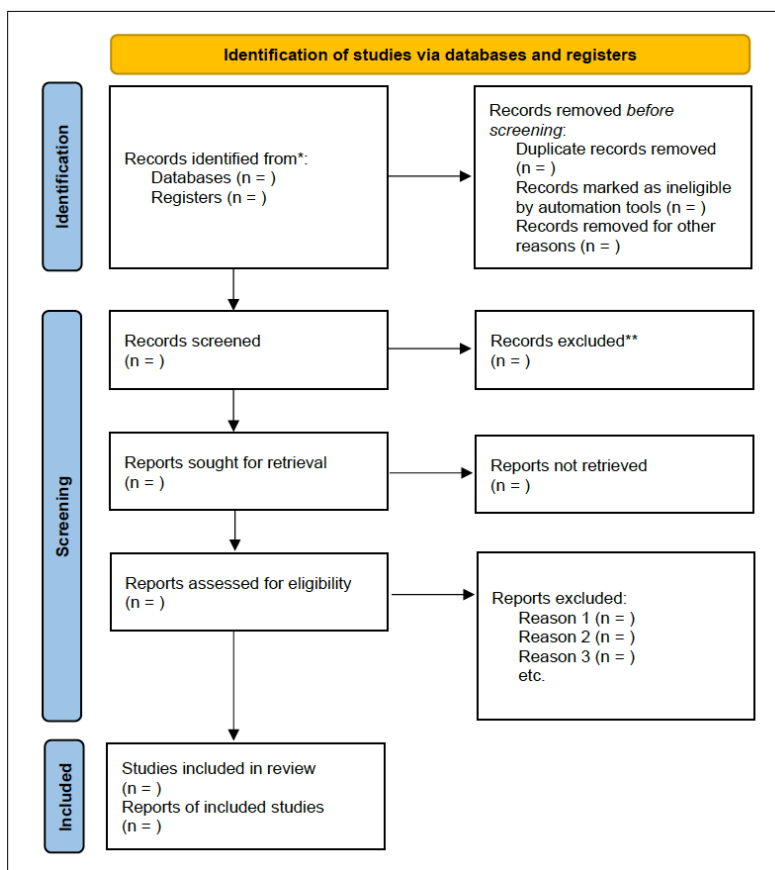 Identification of studies via databases and registers
Identification
Records identified from*:
Databases (n = )
Registers (n = )
Records removed before
screening:
Duplicate records removed
(n = )
Records marked as ineligible
by automation tools (n = )
Records removed for other
reasons (n = )
Screening
Records screened
(n = )
Records excluded**
(n = )
Reports sought for retrieval
(n = )
Reports not retrieved
(n = )
Reports assessed for eligibility
(n = )
Reports excluded:
Reason 1 (n = )
Reason 2 (n = )
Reason 3 (n = )
etc.
Included
Studies included in review
(n = )
Reports of included studies
(n = )